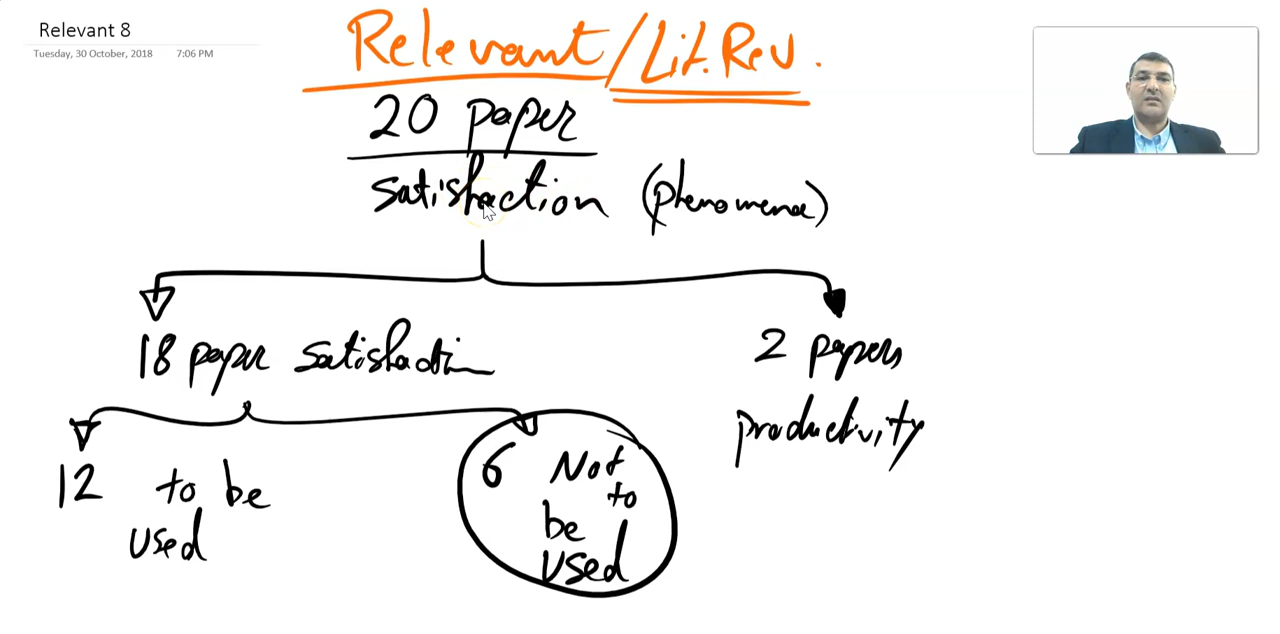 Relevant 8
Tuesday, 30 October, 2018 7:06 PM
Relevant/Lit.Rev.
20 paper
satisfaction (phenomena)
18 paper satisfaction
2 papers
productivity
12 to be
used
6 Not
to
be
used